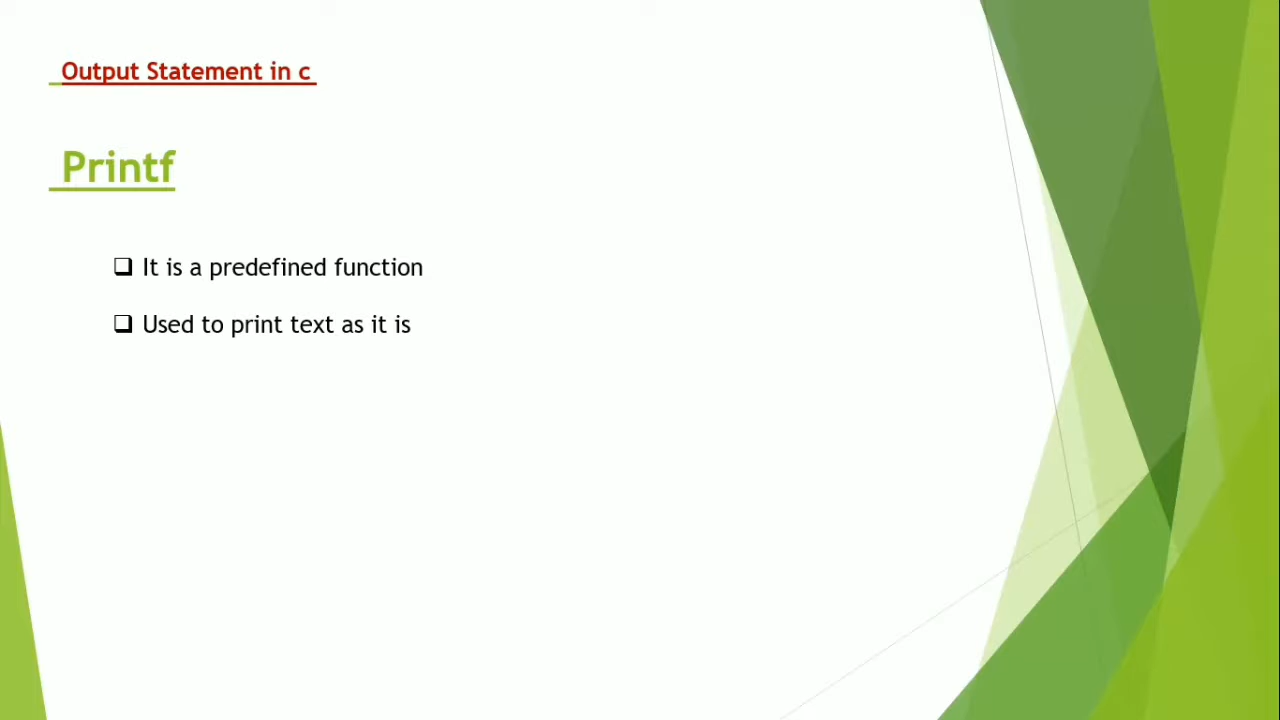 Output Statement in c
Printf
❑ It is a predefined function
❑ Used to print text as it is